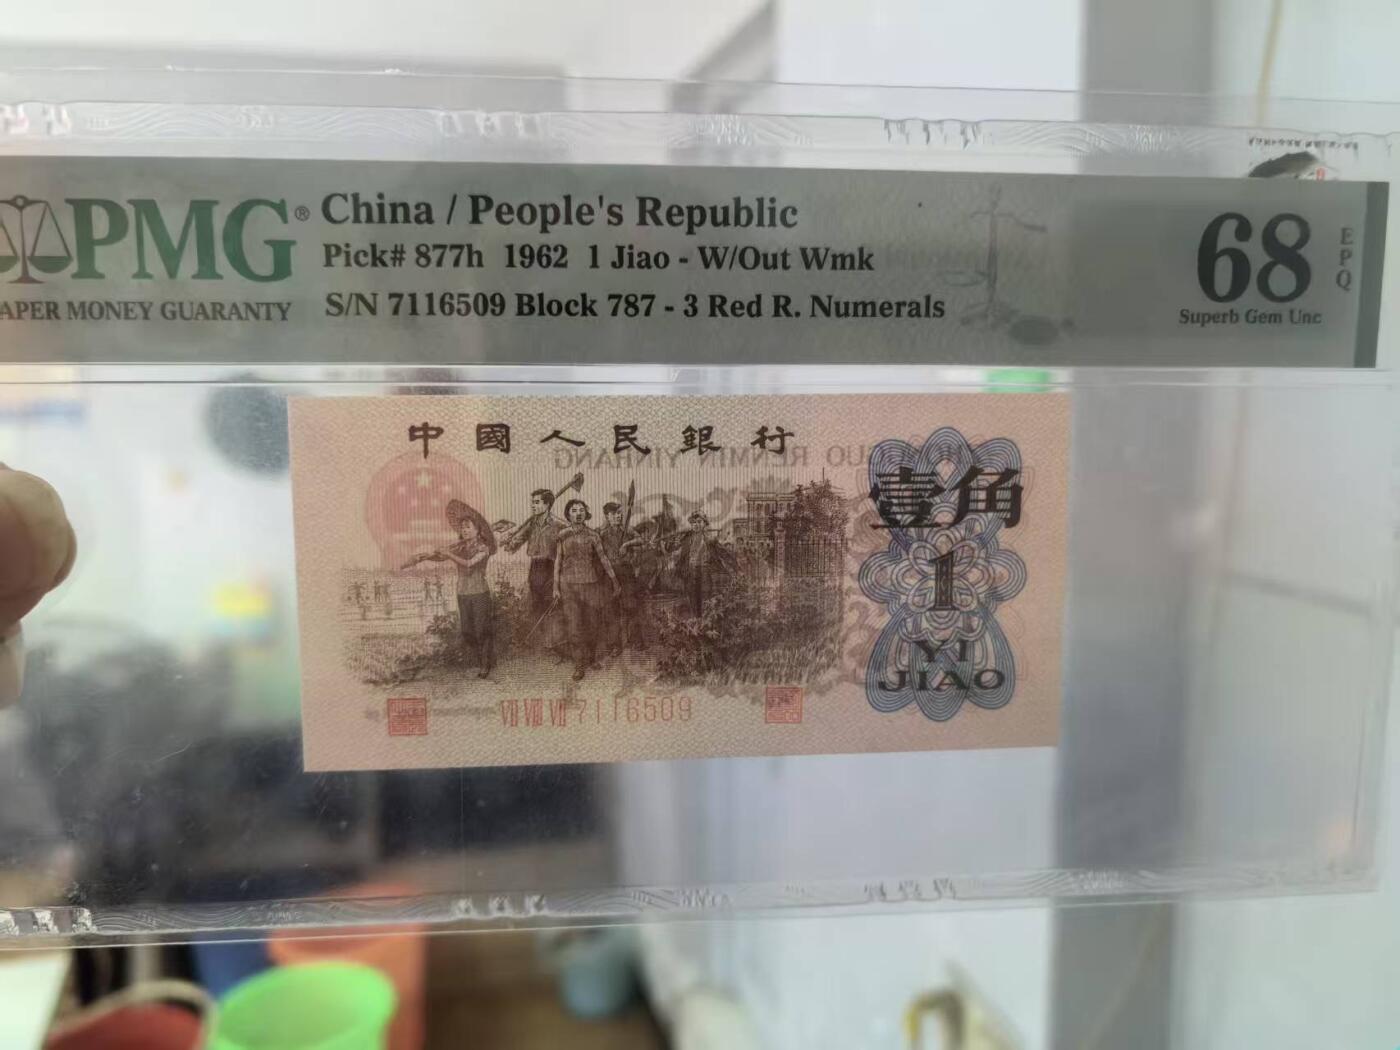 PMG®
PAPER MONEY GUARANTY
China / People's Republic
Pick# 877h 1962 1 Jiao - W/Out Wmk
S/N 7116509 Block 787 - 3 Red R. Numerals
68
EPQ
Superb Gem Unc
中國人民銀行
壹角
1
YI
JIAO
VII VIII VII 7116509